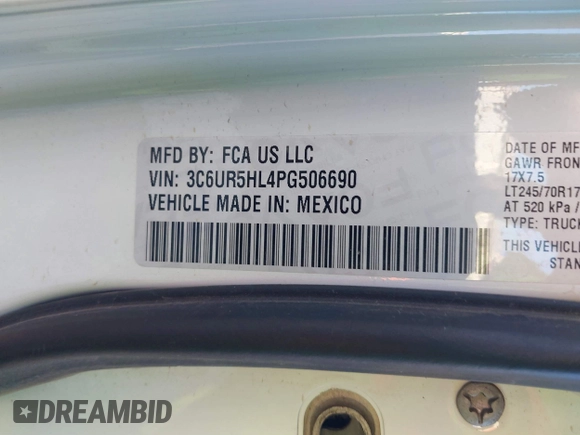 MFD BY: FCA US LLC
VIN: 3C6UR5HL4PG506690
VEHICLE MADE IN: MEXICO
DATE OF MF
GAWR FRON
17X7.5
LT245/70R17
AT 520 kPa /
TYPE: TRUCK
THIS VEHICLE
STAN
DREAMBID